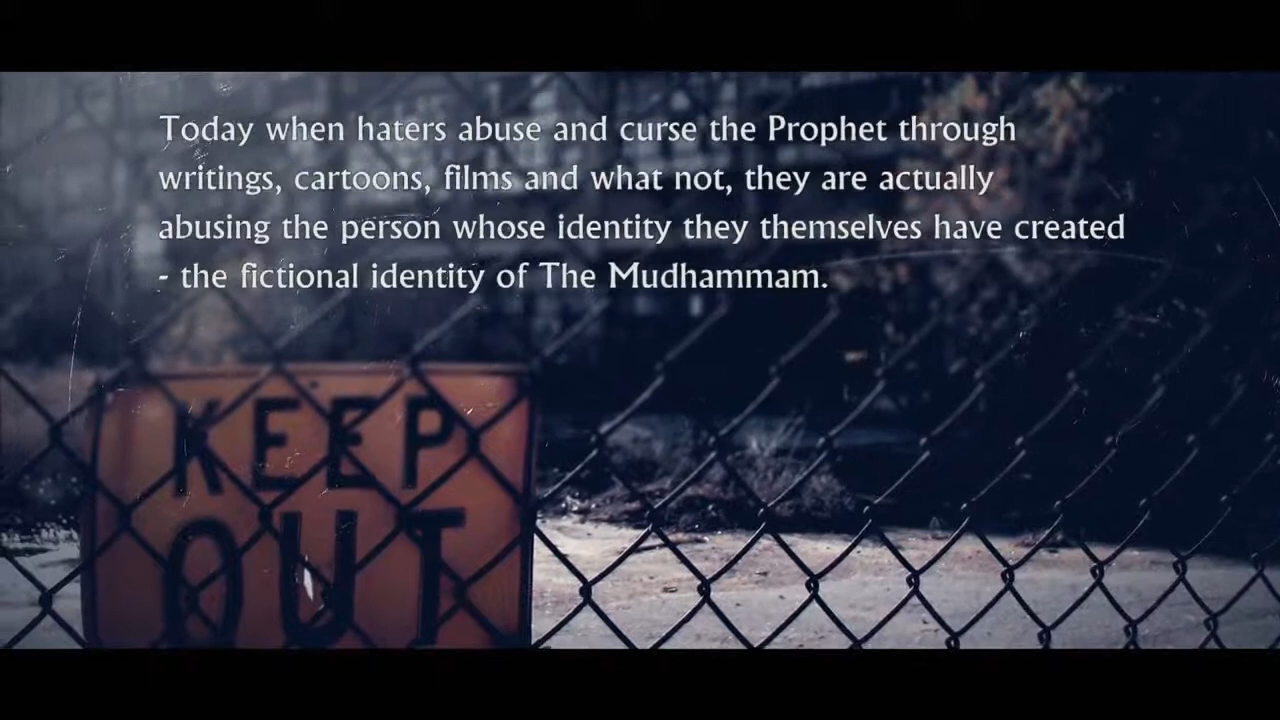 Today when haters abuse and curse the Prophet through
writings, cartoons, films and what not, they are actually
abusing the person whose identity they themselves have created
- the fictional identity of The Mudhammam.
KEEP
OUT